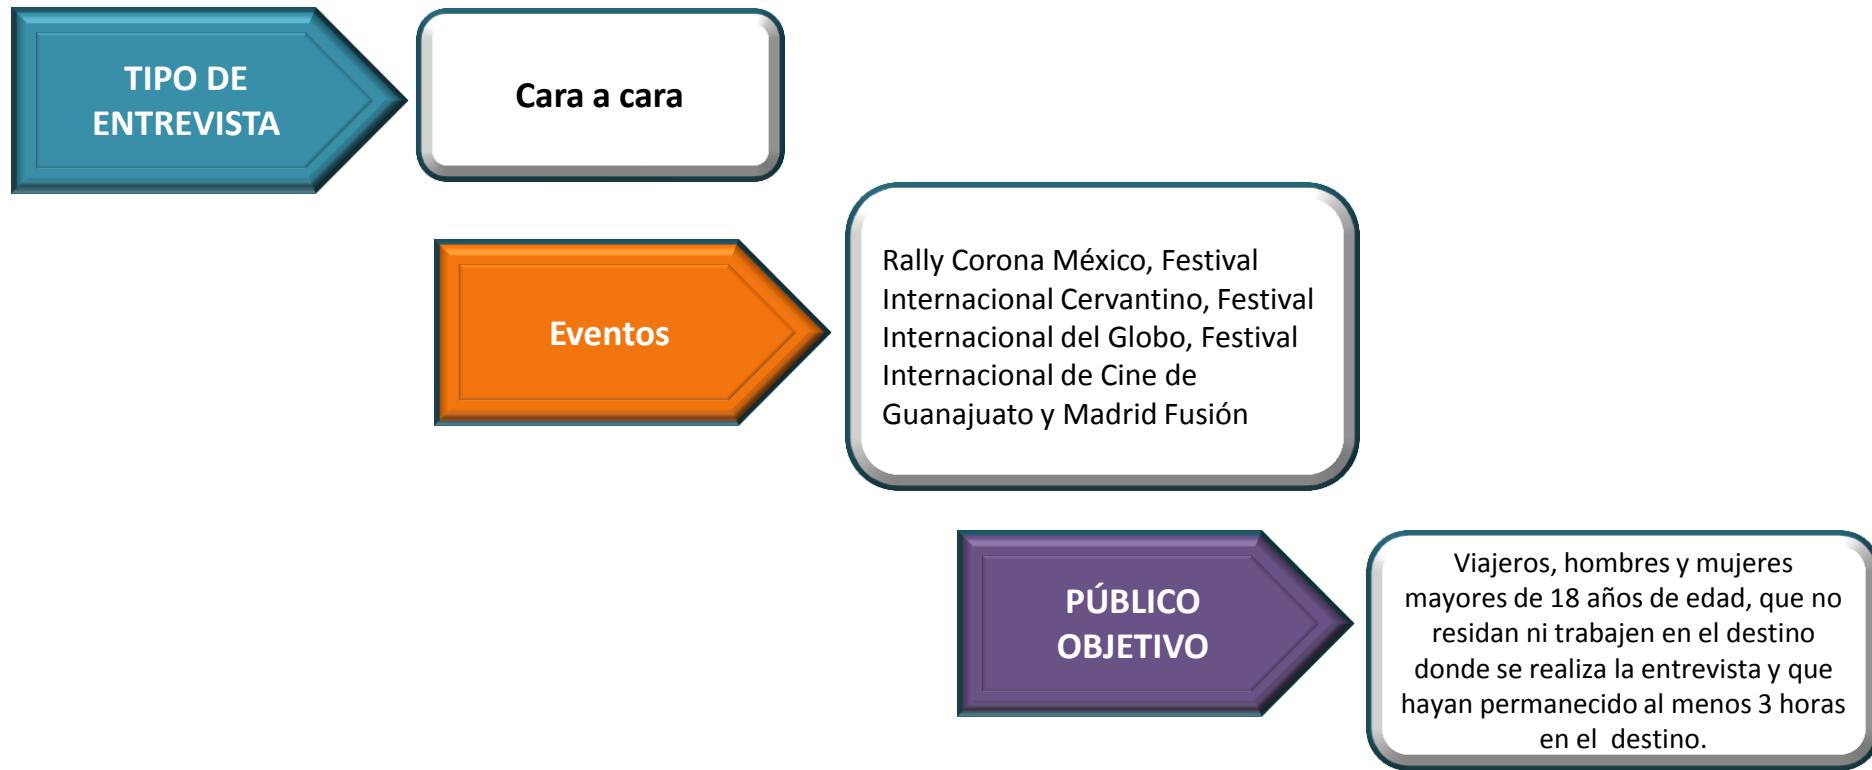 TIPO DE
ENTREVISTA
Cara a cara
Eventos
Rally Corona México, Festival
Internacional Cervantino, Festival
Internacional del Globo, Festival
Internacional de Cine de
Guanajuato y Madrid Fusión
PÚBLICO
OBJETIVO
Viajeros, hombres y mujeres
mayores de 18 años de edad, que no
residan ni trabajen en el destino
donde se realiza la entrevista y que
hayan permanecido al menos 3 horas
en el  destino.